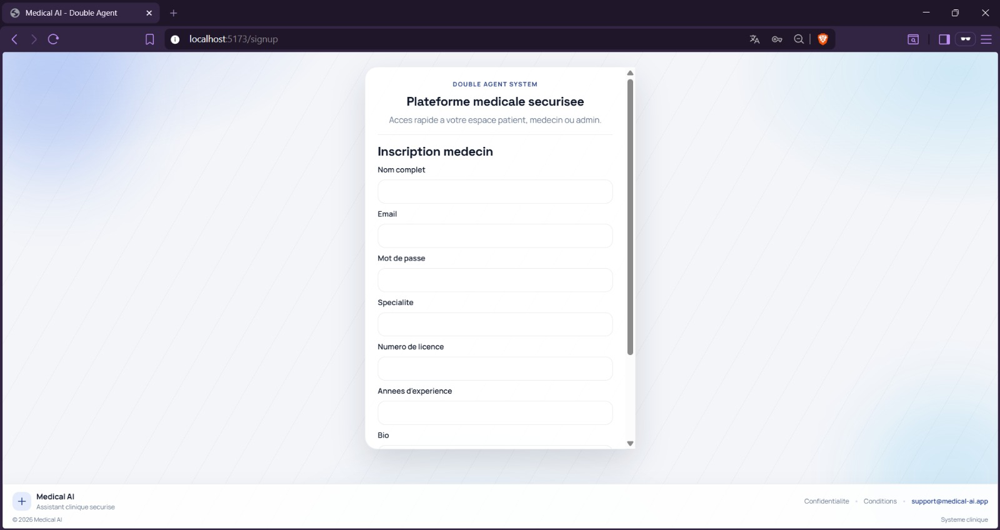 Medical AI - Double Agent
localhost:5173/signup
DOUBLE AGENT SYSTEM
Plateforme medicale securisee
Acces rapide a votre espace patient, medecin ou admin.
Inscription medecin
Nom complet
Email
Mot de passe
Specialite
Numero de licence
Annees d'experience
Bio
Medical AI
Assistant clinique securise
Confidentialite • Conditions • support@medical-ai.app
© 2026 Medical AI
Systeme clinique